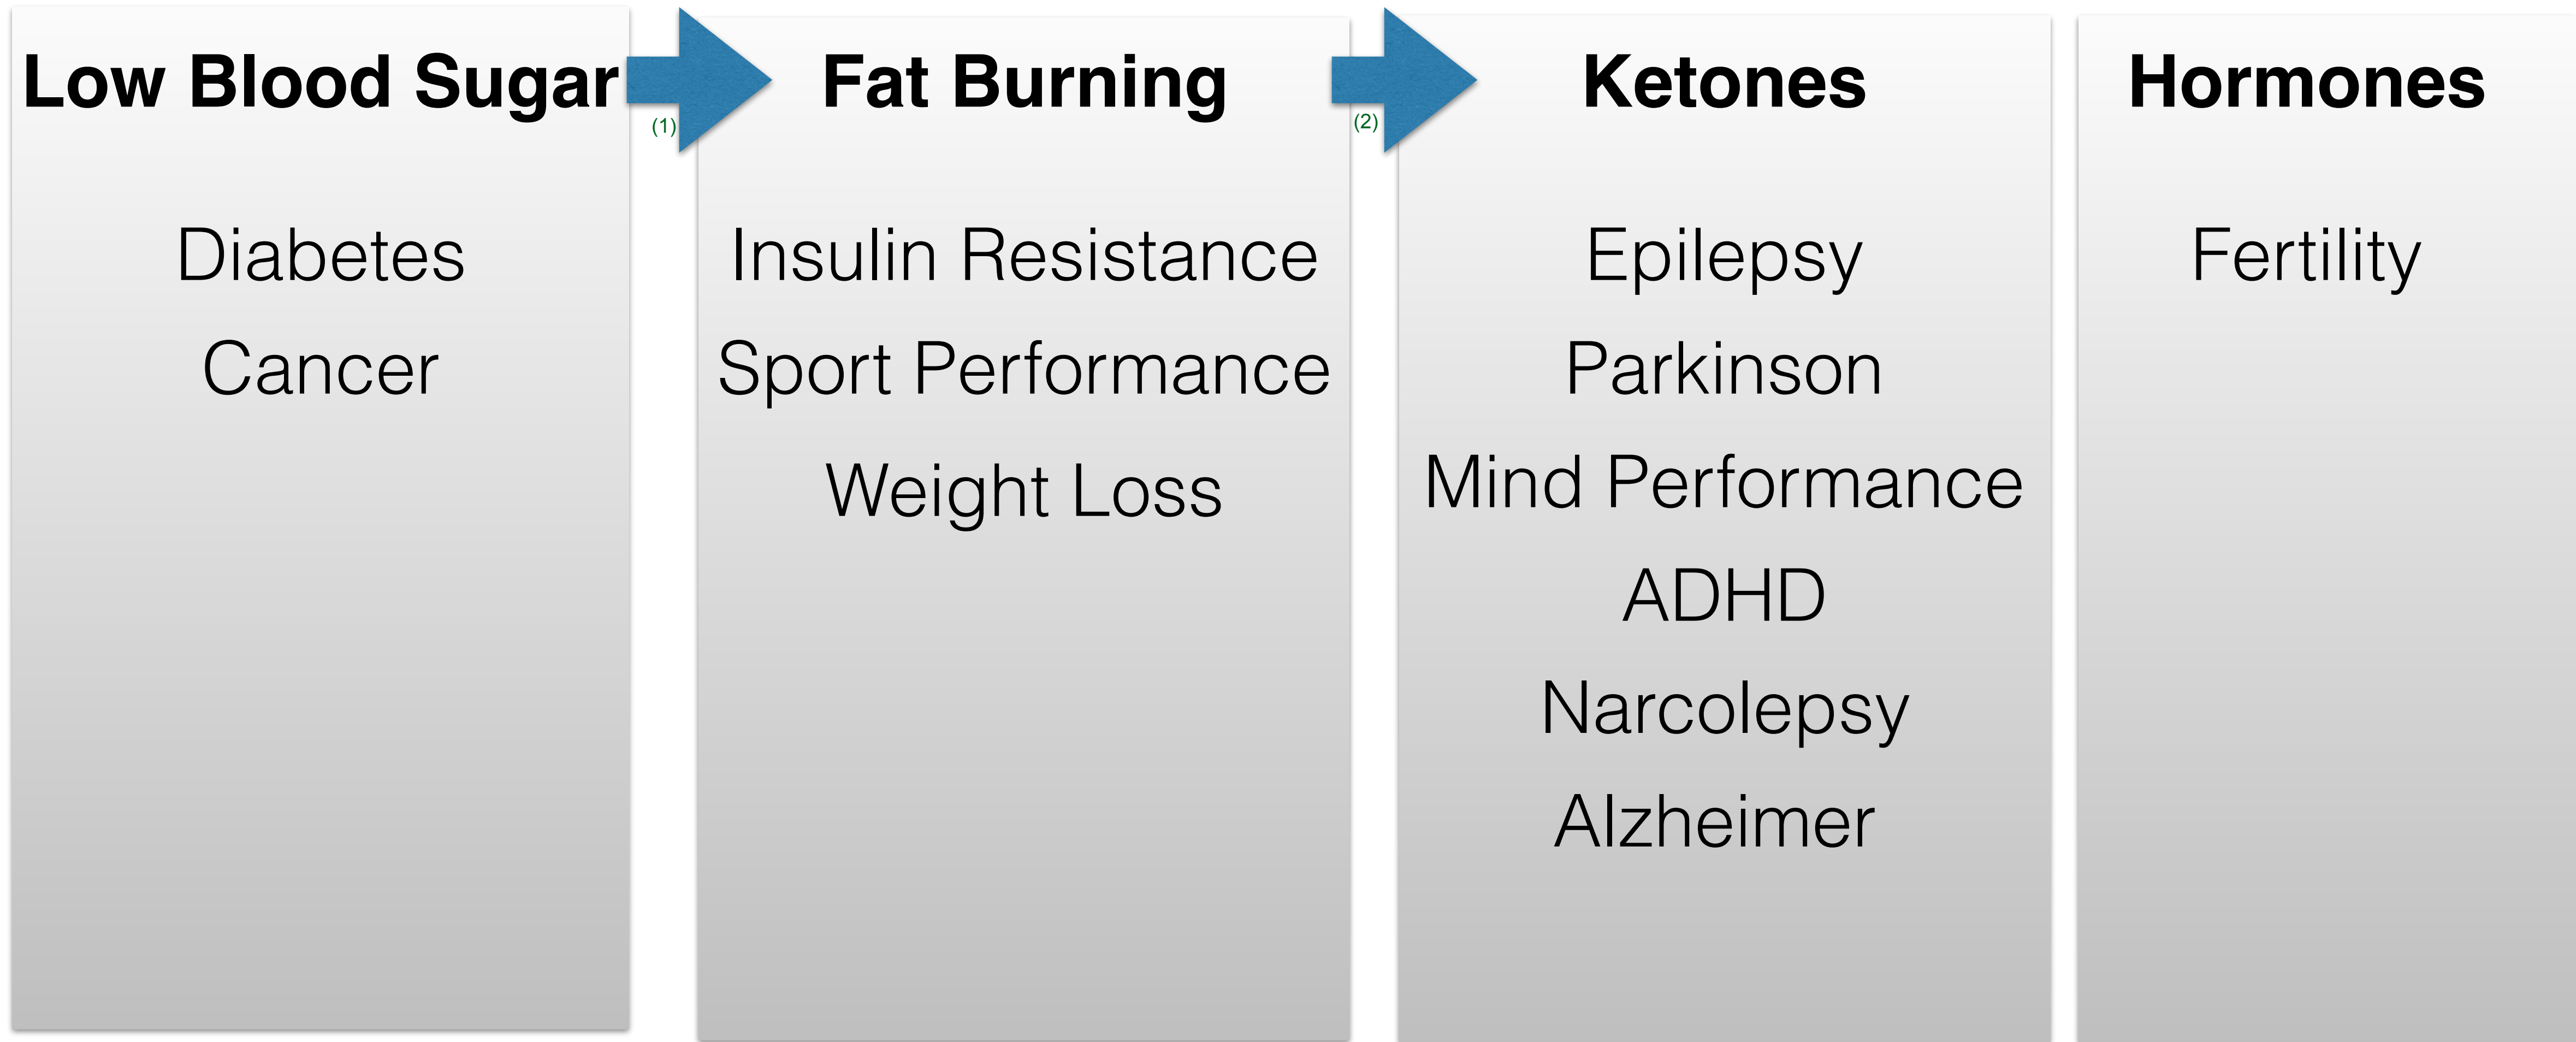 Low Blood Sugar
Diabetes
Cancer
(1)
Fat Burning
Insulin Resistance
Sport Performance
Weight Loss
(2)
Ketones
Epilepsy
Parkinson
Mind Performance
ADHD
Narcolepsy
Alzheimer
Hormones
Fertility